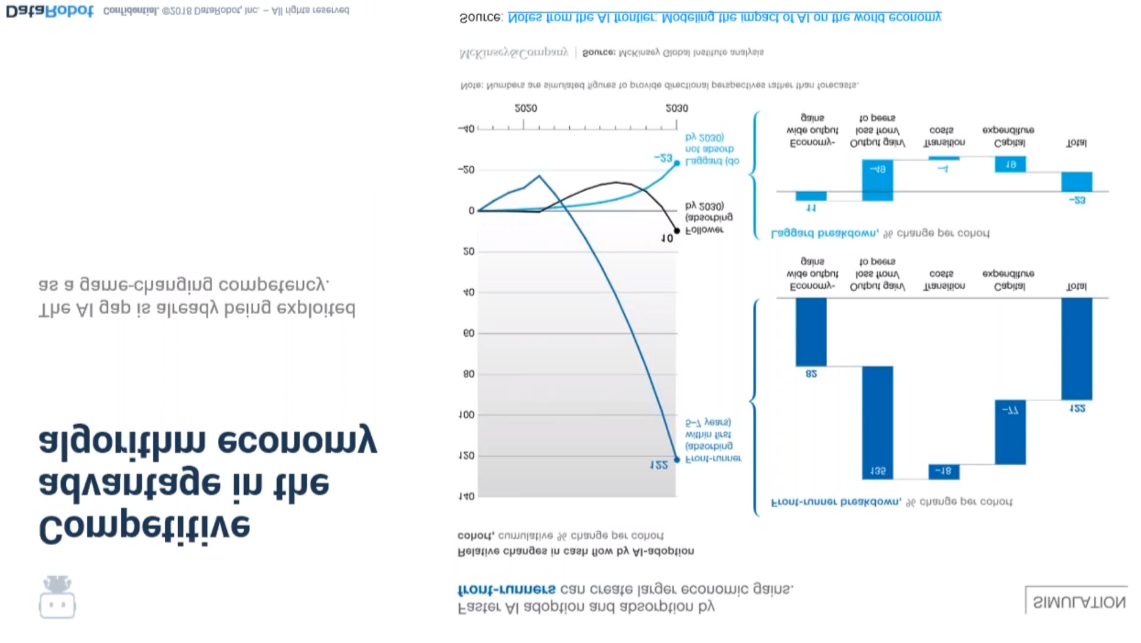 Competitive
advantage in the
algorithm economy
The AI gap is already being exploited
as a game-changing competency.
Faster AI adoption and absorption by
front-runners can create larger economic gains.
SIMULATION
Relative changes in cash flow by AI-adoption
cohort, cumulative % change per cohort
140
120
100
80
60
40
20
0
–20
–40
2020
2030
122
Front-runner
(absorbing
within first
5–7 years)
10
Follower
(absorbing
by 2030)
–23
Laggard (do
not absorb
by 2030)
Front-runner breakdown, % change per cohort
135
–18
–77
122
82
Economy-
wide output
gains
Output gain/
loss from/
to peers
Transition
costs
Capital
expenditure
Total
Laggard breakdown, % change per cohort
11
–49
–4
19
–23
Economy-
wide output
gains
Output gain/
loss from/
to peers
Transition
costs
Capital
expenditure
Total
Note: Numbers are simulated figures to provide directional perspectives rather than forecasts.
McKinsey&Company | Source: McKinsey Global Institute analysis
Source: Notes from the AI frontier: Modeling the impact of AI on the world economy
DataRobot Confidential. ©2018 DataRobot, Inc. – All rights reserved